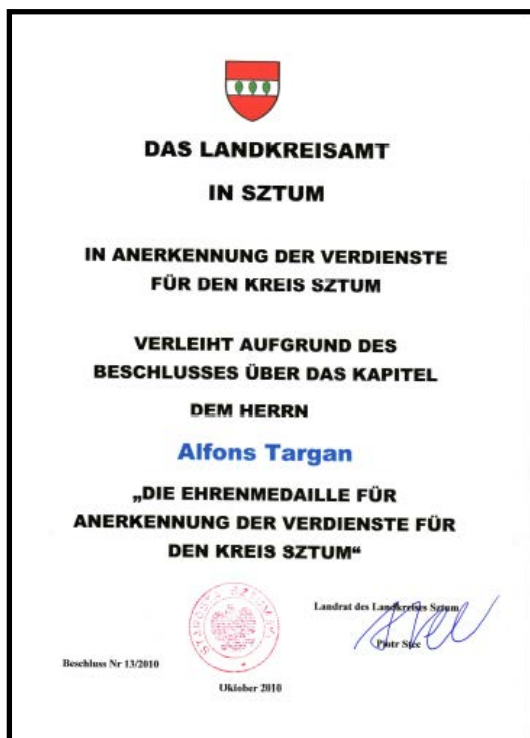 DAS LANDKREISAMT
IN SZTUM
IN ANERKENNUNG DER VERDIENSTE
FÜR DEN KREIS SZTUM
VERLEIHT AUFGRUND DES
BESCHLUSSES ÜBER DAS KAPITEL
DEM HERRN
Alfons Targan
„DIE EHRENMEDAILLE FÜR
ANERKENNUNG DER VERDIENSTE FÜR
DEN KREIS SZTUM“
STAROSTA SZTUMSKI
Landrat des Landkreises Sztum
Piotr Stec
Beschluss Nr 13/2010
Oktober 2010